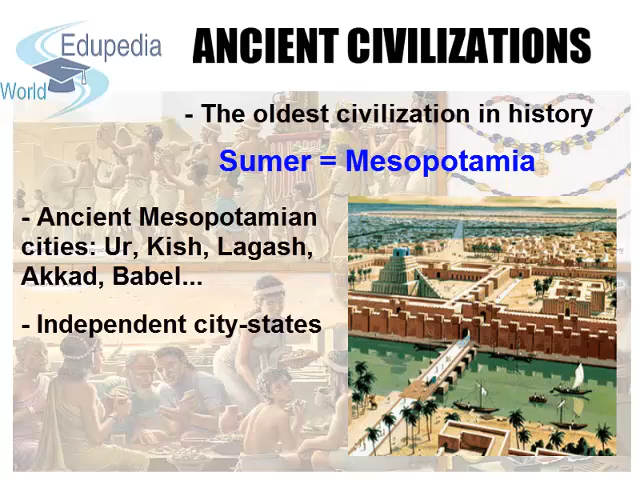 Edupedia
World
ANCIENT CIVILIZATIONS
- The oldest civilization in history
Sumer = Mesopotamia
- Ancient Mesopotamian
cities: Ur, Kish, Lagash,
Akkad, Babel...
- Independent city-states